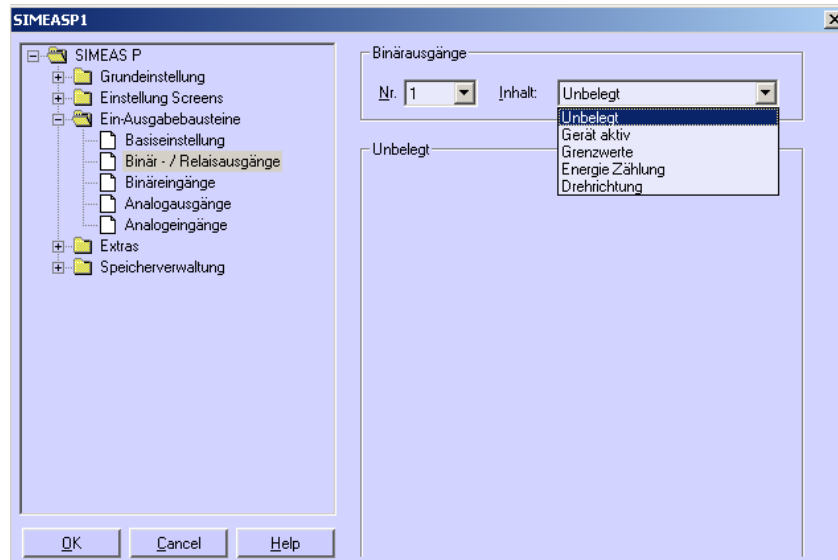 SIMEASP1
SIMEAS P
Grundeinstellung
Einstellung Screens
Ein-Ausgabebausteine
Basiseinstellung
Binär - / Relaisausgänge
Binäreingänge
Analogausgänge
Analogeingänge
Extras
Speicherverwaltung
OK Cancel Help
Binärausgänge
Nr. 1 Inhalt: Unbelegt
Unbelegt
Gerät aktiv
Grenzwerte
Energie Zählung
Drehrichtung
Unbelegt